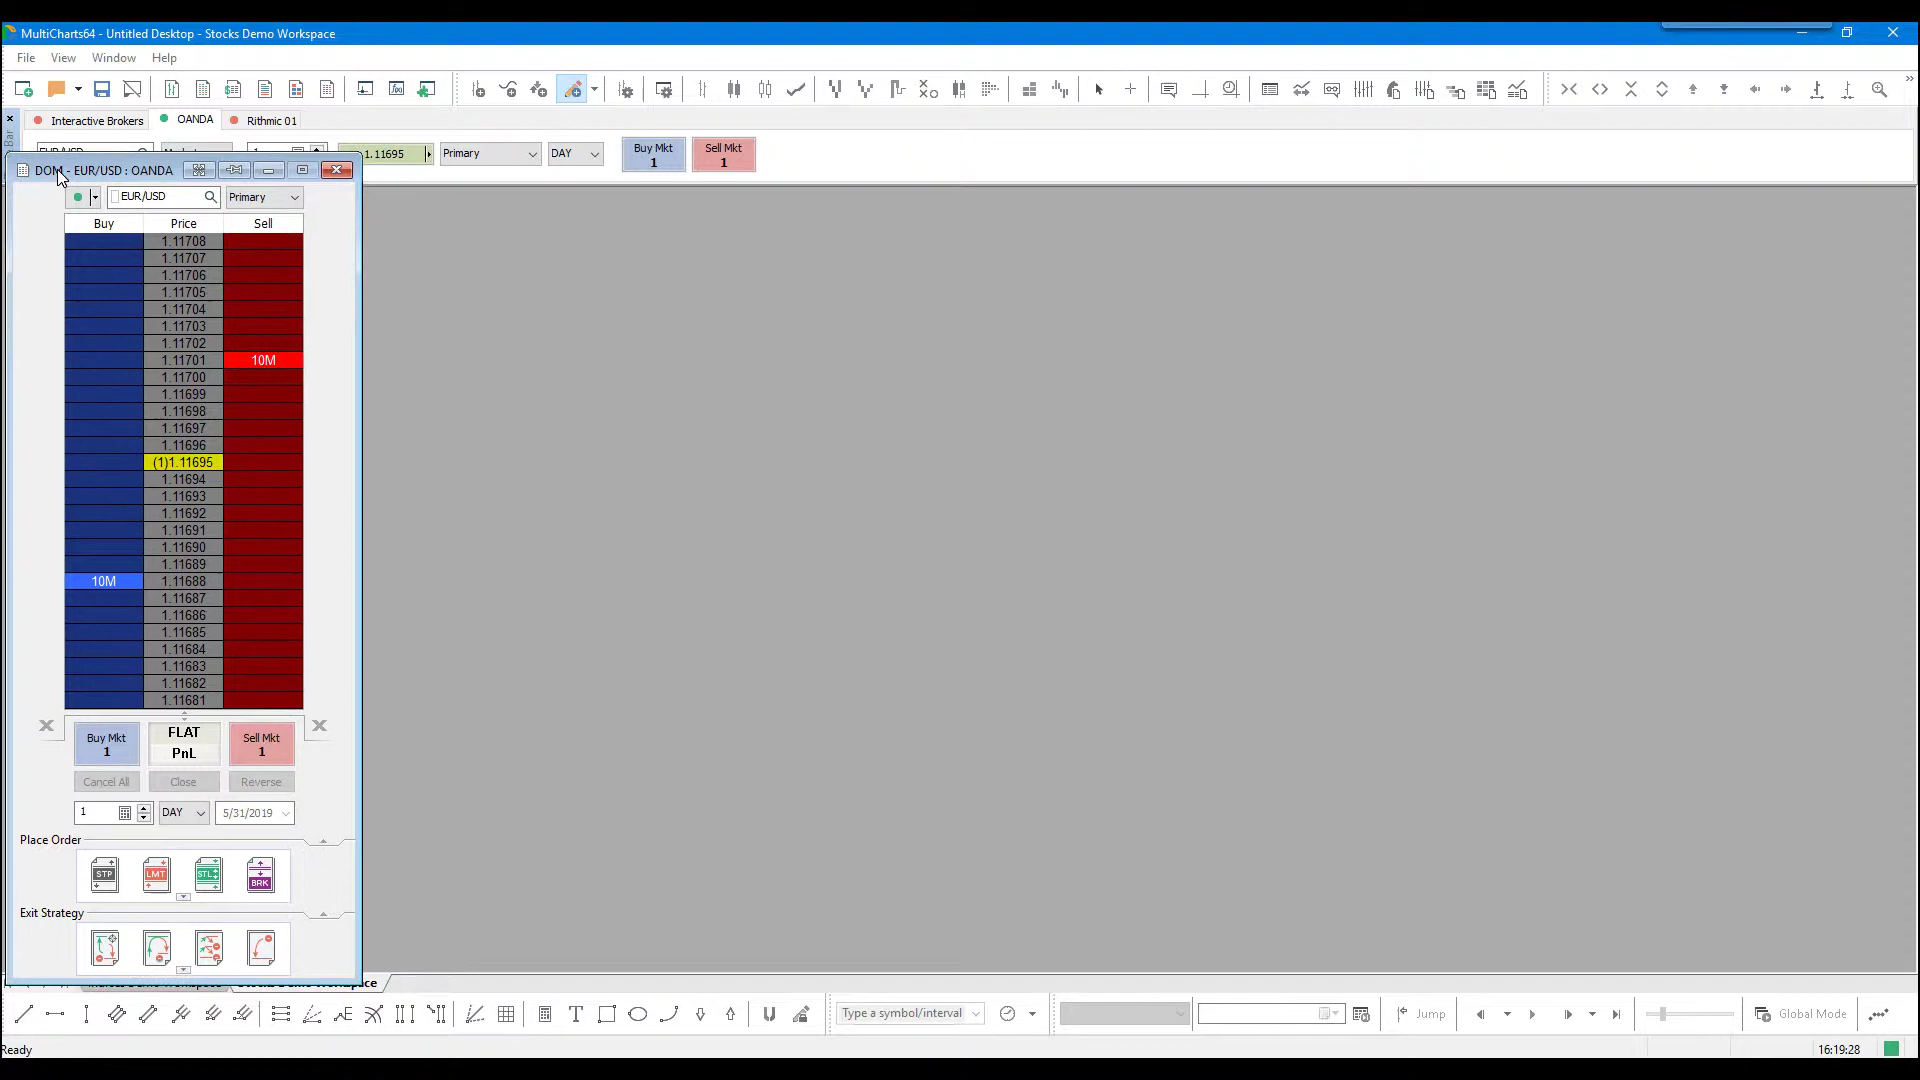 MultiCharts64 - Untitled Desktop - Stocks Demo Workspace
File View Window Help
Interactive Brokers OANDA Rithmic 01
1.11695 Primary DAY Buy Mkt 1 Sell Mkt 1
DOM - EUR/USD : OANDA
EUR/USD Primary
Buy Price Sell
1.11708
1.11707
1.11706
1.11705
1.11704
1.11703
1.11702
1.11701 10M
1.11700
1.11699
1.11698
1.11697
1.11696
(1)1.11695
1.11694
1.11693
1.11692
1.11691
1.11690
1.11689
10M 1.11688
1.11687
1.11686
1.11685
1.11684
1.11683
1.11682
1.11681
Buy Mkt FLAT Sell Mkt
1 PnL 1
Cancel All Close Reverse
1 DAY 5/31/2019
Place Order
STP LMT STL BRK
Exit Strategy
Type a symbol/interval Jump Global Mode
Ready 16:19:28